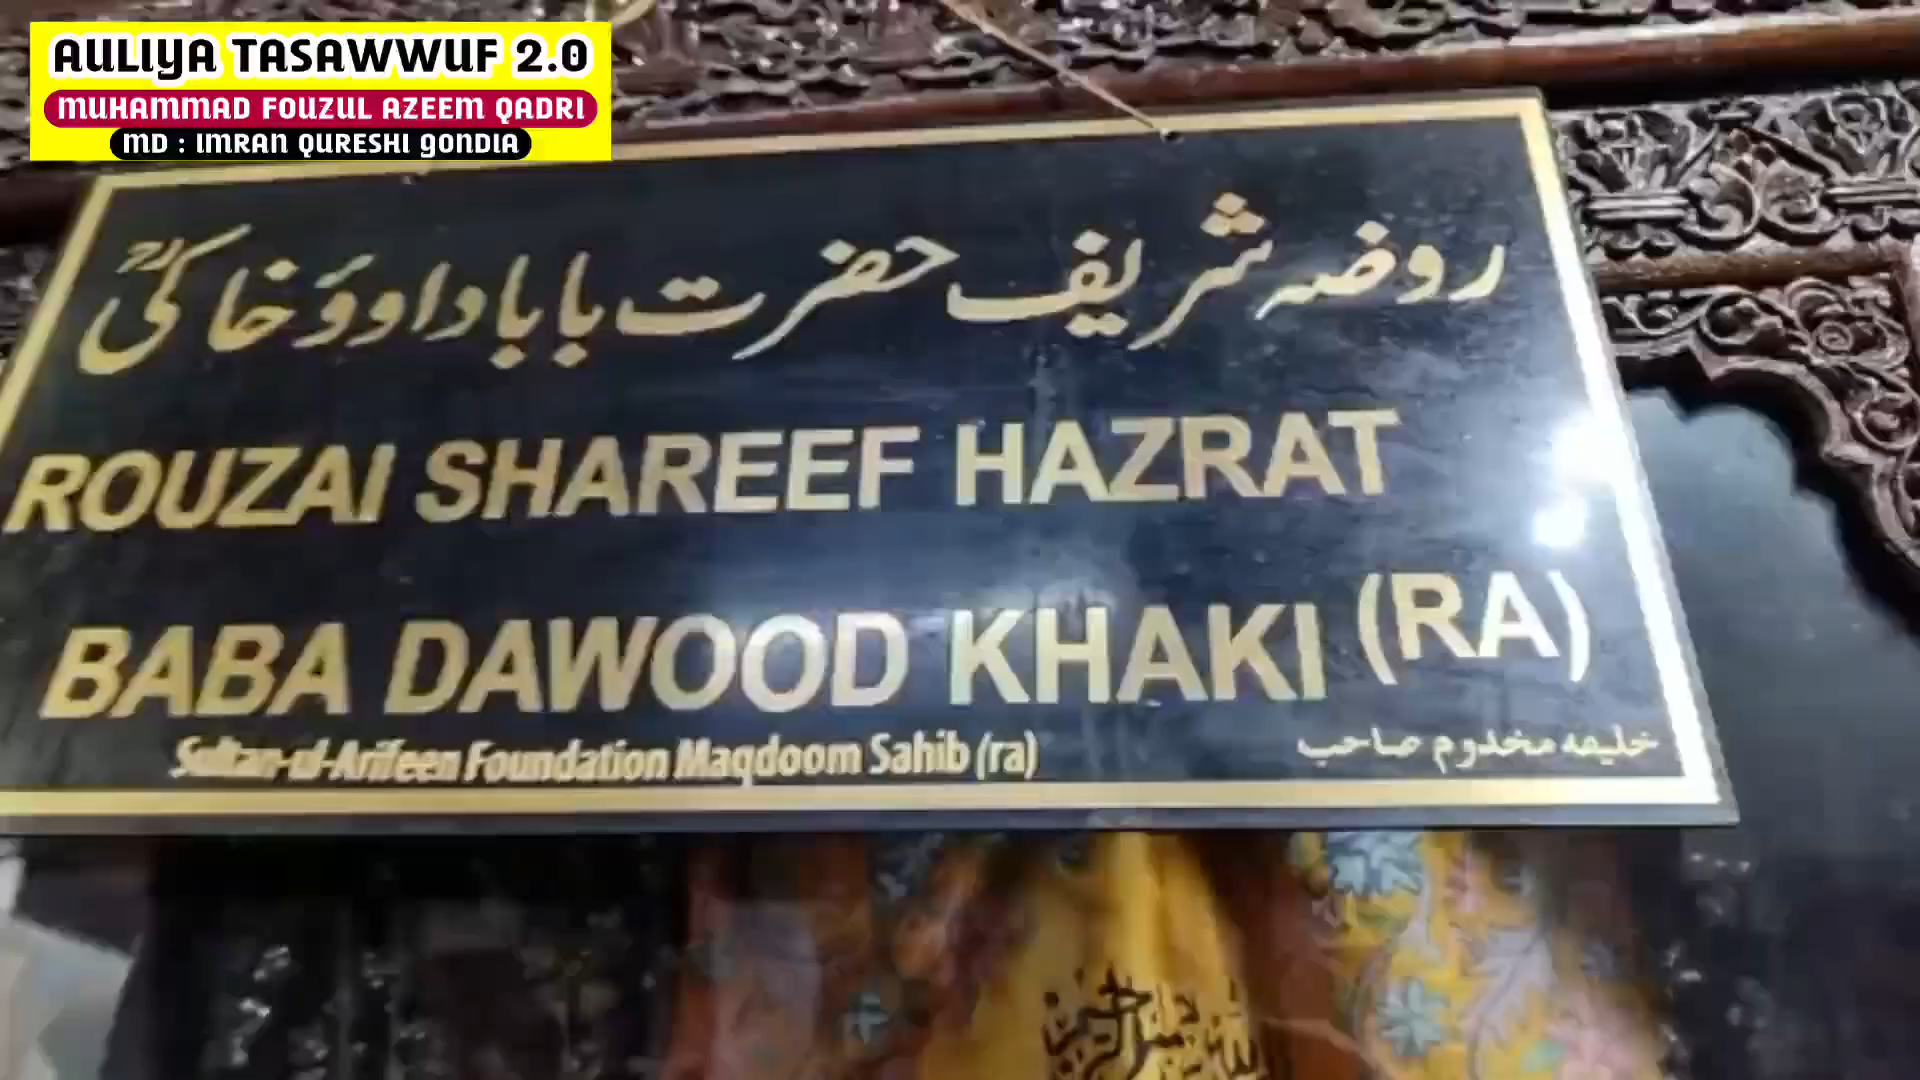 AULIYA TASAWWUF 2.0
MUHAMMAD FOUZUL AZEEM QADRI
MD : IMRAN QURESHI GONDIA
روضہ شریف حضرت بابا داوود خاکیؒ
ROUZAI SHAREEF HAZRAT
BABA DAWOOD KHAKI (RA)
Sultan-ul-Arifeen Foundation Maqdoom Sahib (ra)
خلیفہ مخدوم صاحب